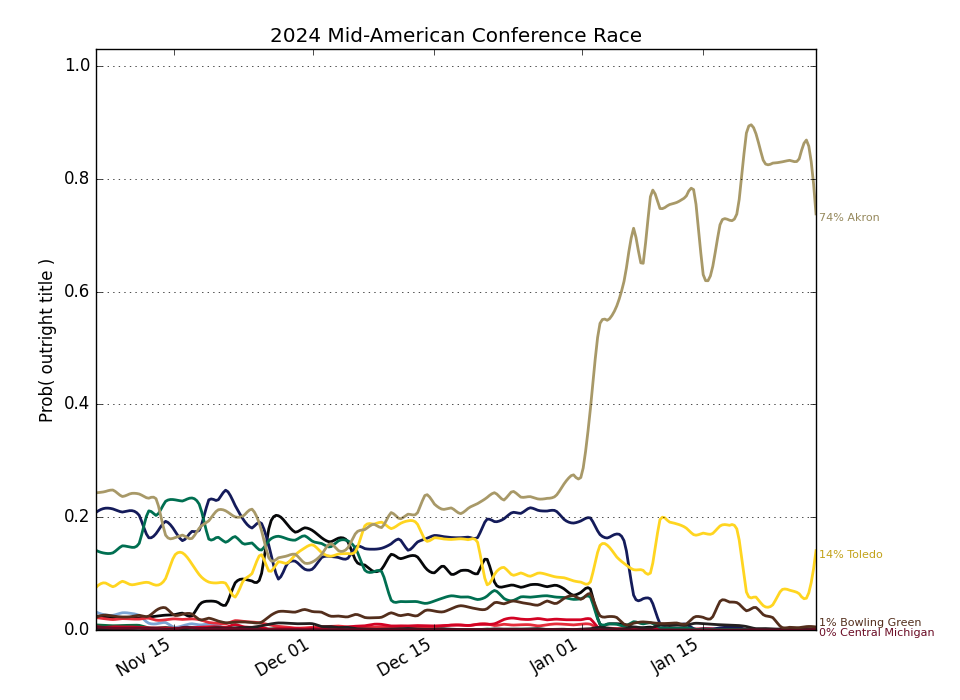 2024 Mid-American Conference Race
Prob( outright title )
1.0
0.8
0.6
0.4
0.2
0.0
Nov 15
Dec 01
Dec 15
Jan 01
Jan 15
74% Akron
14% Toledo
1% Bowling Green
0% Central Michigan